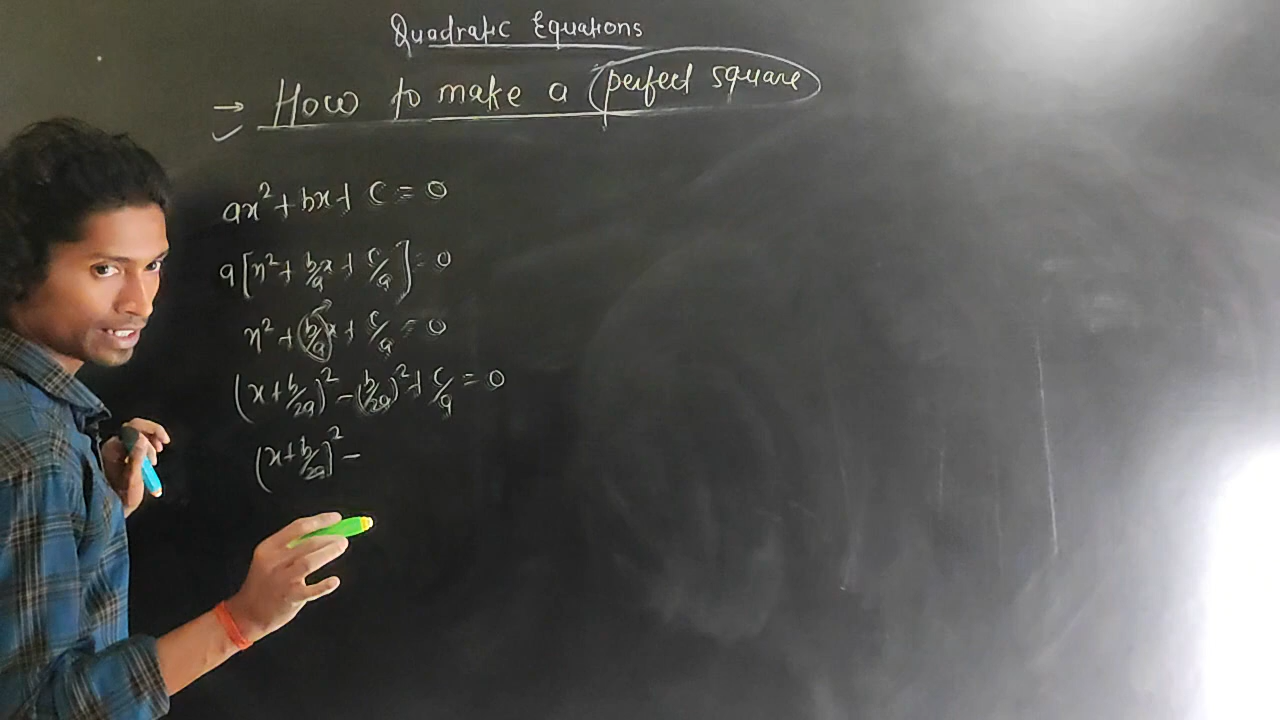 Quadratic Equations
→ How to make a perfect square
ax² + bx + c = 0
a[x² + b/a x + c/a] = 0
x² + b/a x + c/a = 0
(x + b/2a)² - (b/2a)² + c/a = 0
(x + b/2a)² -